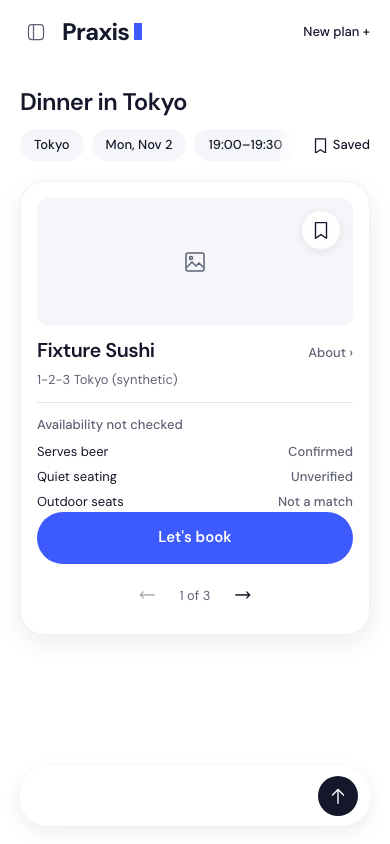 Praxis
New plan +
Dinner in Tokyo
Tokyo
Mon, Nov 2
19:00–19:30
Saved
Fixture Sushi
About ›
1-2-3 Tokyo (synthetic)
Availability not checked
Serves beer Confirmed
Quiet seating Unverified
Outdoor seats Not a match
Let's book
← 1 of 3 →